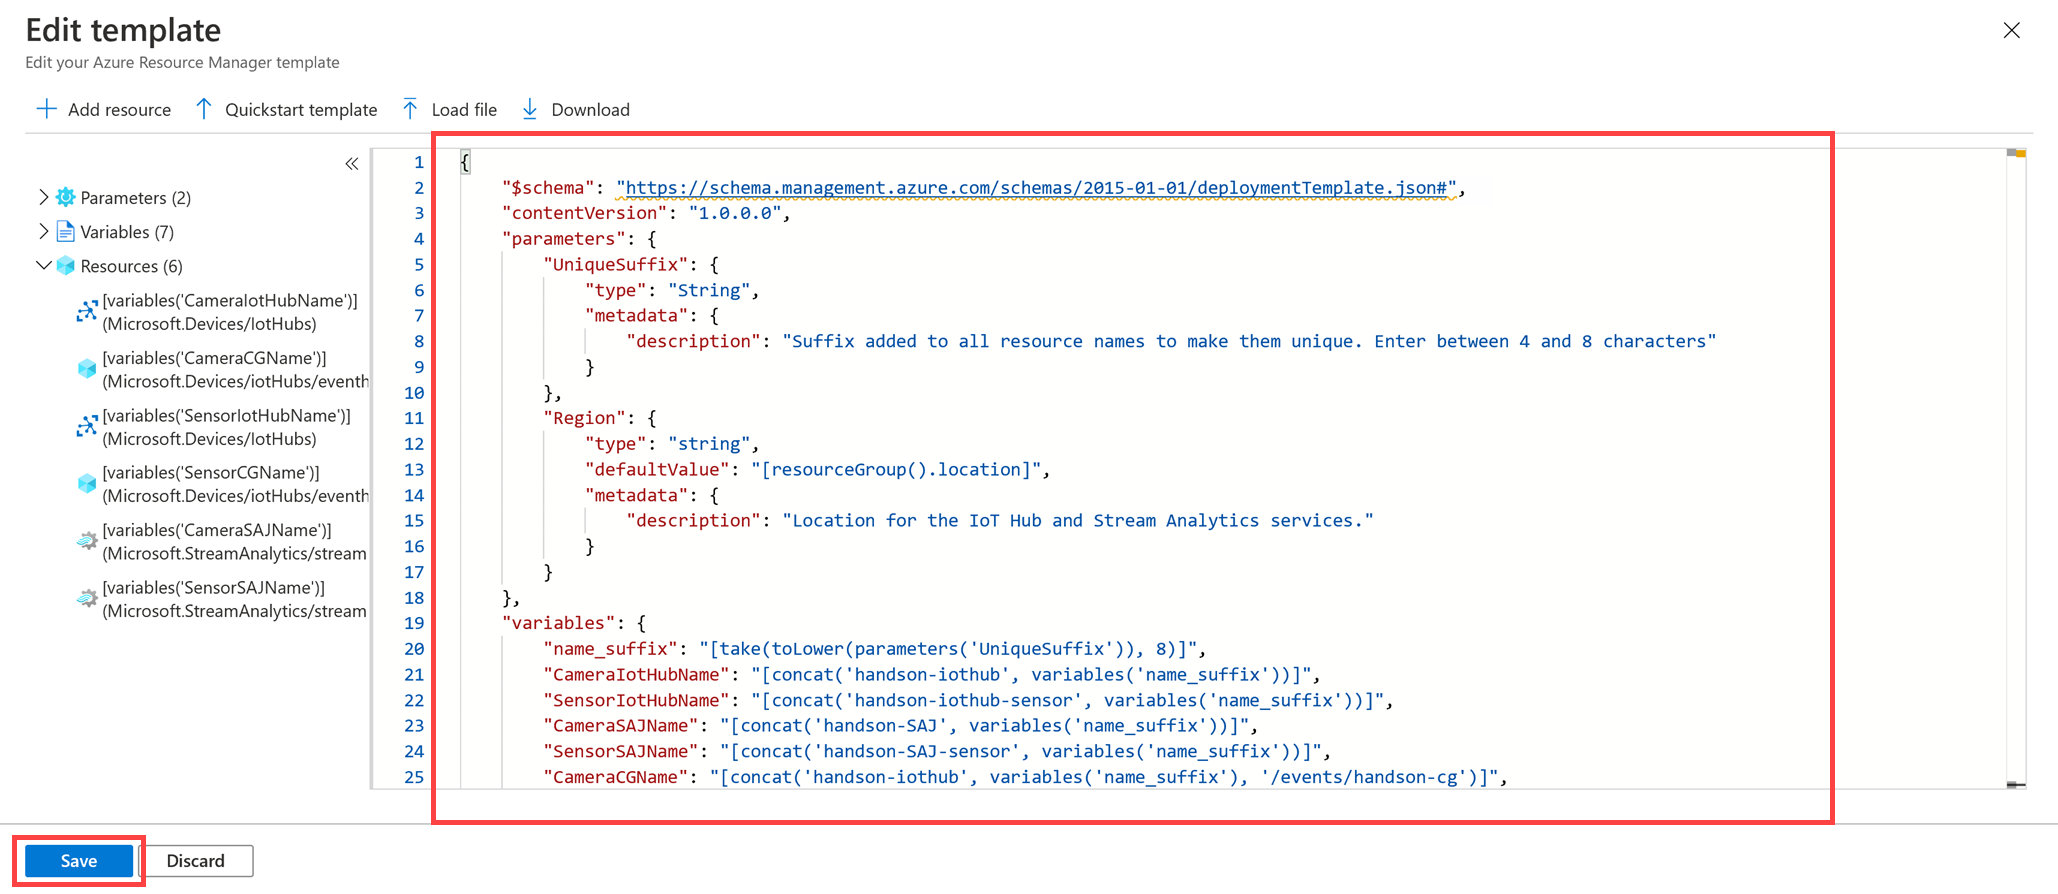 Edit template
Edit your Azure Resource Manager template
Add resource
Quickstart template
Load file
Download
Parameters (2)
Variables (7)
Resources (6)
[variables('CameraIotHubName')]
(Microsoft.Devices/IotHubs)
[variables('CameraCGName')]
(Microsoft.Devices/iotHubs/eventh
[variables('SensorIotHubName')]
(Microsoft.Devices/IotHubs)
[variables('SensorCGName')]
(Microsoft.Devices/iotHubs/eventh
[variables('CameraSAJName')]
(Microsoft.StreamAnalytics/stream
[variables('SensorSAJName')]
(Microsoft.StreamAnalytics/stream
1 {
2 "$schema": "https://schema.management.azure.com/schemas/2015-01-01/deploymentTemplate.json#",
3 "contentVersion": "1.0.0.0",
4 "parameters": {
5 "UniqueSuffix": {
6 "type": "String",
7 "metadata": {
8 "description": "Suffix added to all resource names to make them unique. Enter between 4 and 8 characters"
9 }
10 },
11 "Region": {
12 "type": "string",
13 "defaultValue": "[resourceGroup().location]",
14 "metadata": {
15 "description": "Location for the IoT Hub and Stream Analytics services."
16 }
17 }
18 },
19 "variables": {
20 "name_suffix": "[take(toLower(parameters('UniqueSuffix')), 8)]",
21 "CameraIotHubName": "[concat('handson-iothub', variables('name_suffix'))]",
22 "SensorIotHubName": "[concat('handson-iothub-sensor', variables('name_suffix'))]",
23 "CameraSAJName": "[concat('handson-SAJ', variables('name_suffix'))]",
24 "SensorSAJName": "[concat('handson-SAJ-sensor', variables('name_suffix'))]",
25 "CameraCGName": "[concat('handson-iothub', variables('name_suffix'), '/events/handson-cg')]",
Save
Discard